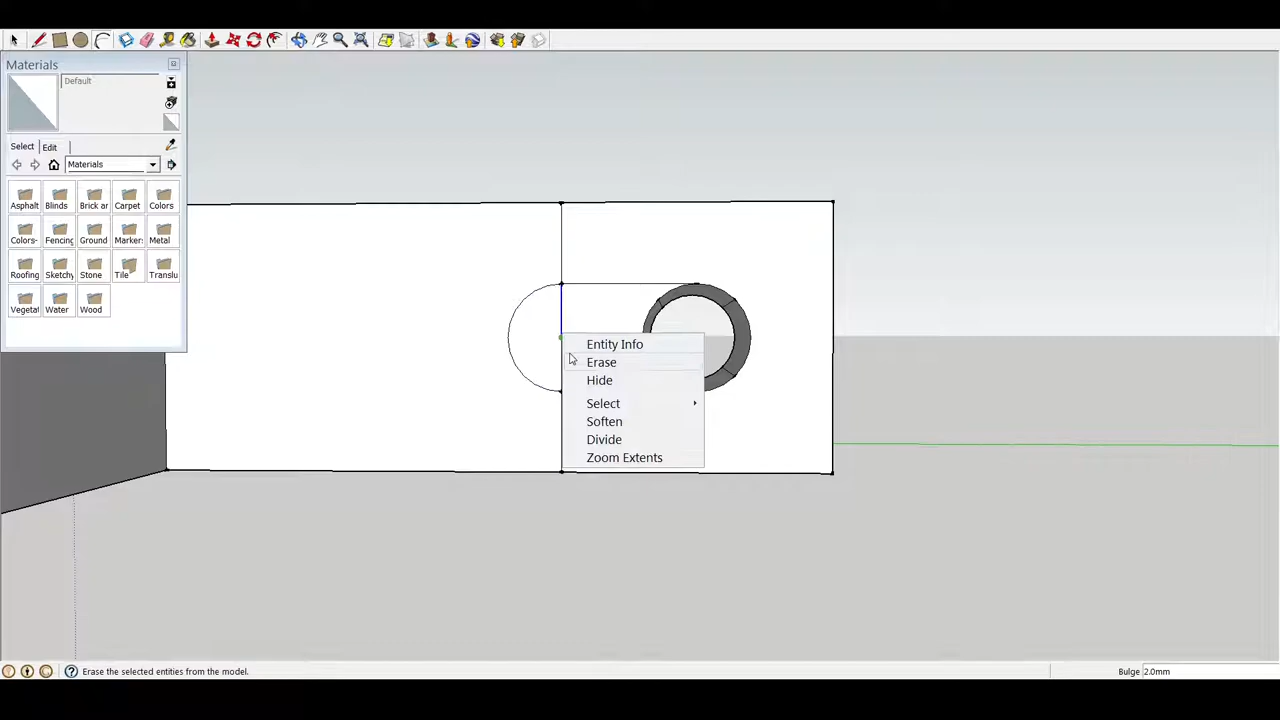 Materials
Default
Select
Edit
Materials
Asphalt
Blinds
Brick ar
Carpet
Colors
Colors-
Fencing
Ground
Marker:
Metal
Roofing
Sketchy
Stone
Tile
Translu
Vegetat
Water
Wood
Entity Info
Erase
Hide
Select
Soften
Divide
Zoom Extents
Erase the selected entities from the model.
Bulge 2.0mm